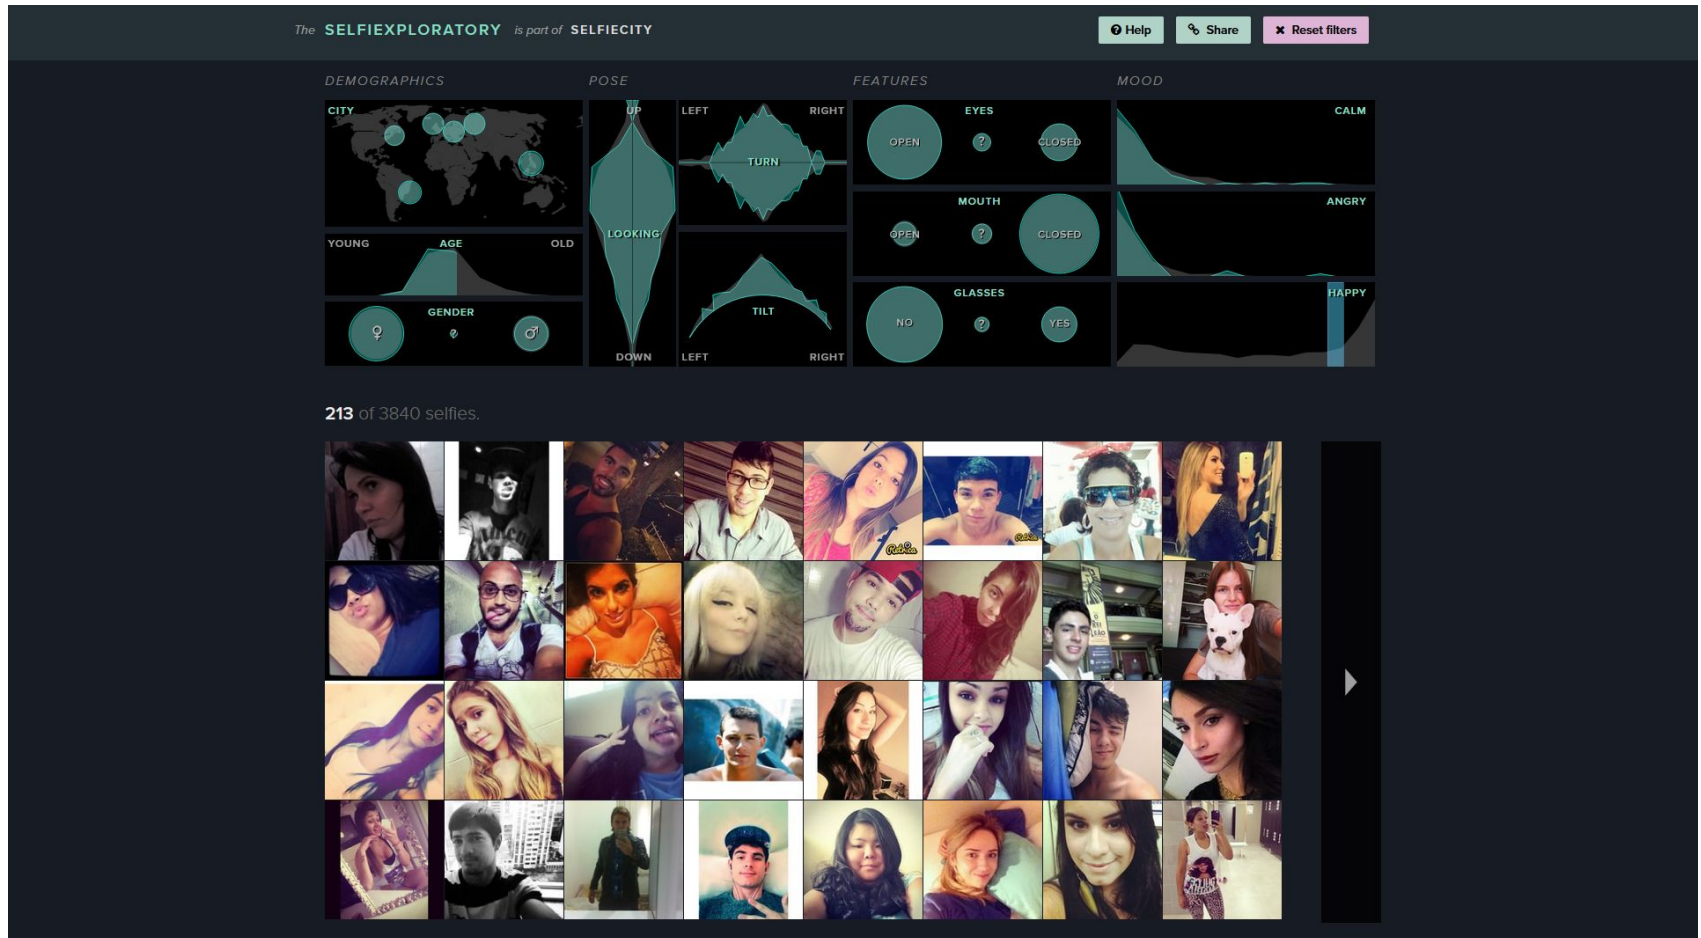 The SELFIEXPLORATORY is part of SELFIECITY
? Help
Share
✖ Reset filters
DEMOGRAPHICS
POSE
FEATURES
MOOD
CITY
YOUNG
AGE
OLD
GENDER
♀
?
♂
UP
LOOKING
DOWN
LEFT
RIGHT
TURN
TILT
LEFT
RIGHT
EYES
OPEN
?
CLOSED
MOUTH
OPEN
?
CLOSED
GLASSES
NO
?
YES
CALM
ANGRY
HAPPY
213 of 3840 selfies.
Retrica
Retrica